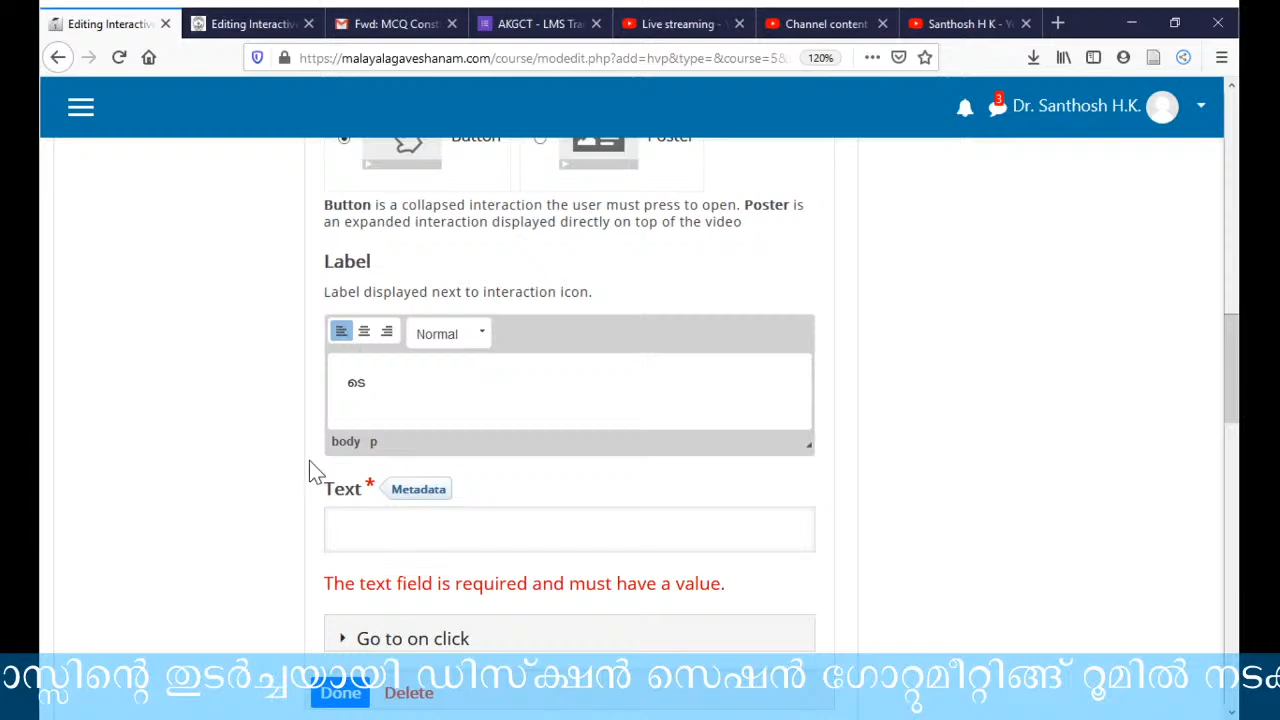 Editing Interactiv
Editing Interactiv
Fwd: MCQ Const
AKGCT - LMS Tra
Live streaming -
Channel content
Santhosh H K - Y
https://malayalagaveshanam.com/course/modedit.php?add=hvp&type=&course=5&
120%
3
Dr. Santhosh H.K.
Button
Poster
Button is a collapsed interaction the user must press to open. Poster is
an expanded interaction displayed directly on top of the video
Label
Label displayed next to interaction icon.
Normal
ടെ
body p
Text * Metadata
The text field is required and must have a value.
Go to on click
Done Delete
ാസ്സിന്റെ തുടർച്ചയായി ഡിസ്ക്ഷൻ സെഷൻ ഗോറ്റുമീറ്റിങ്ങ് റൂമിൽ നടക